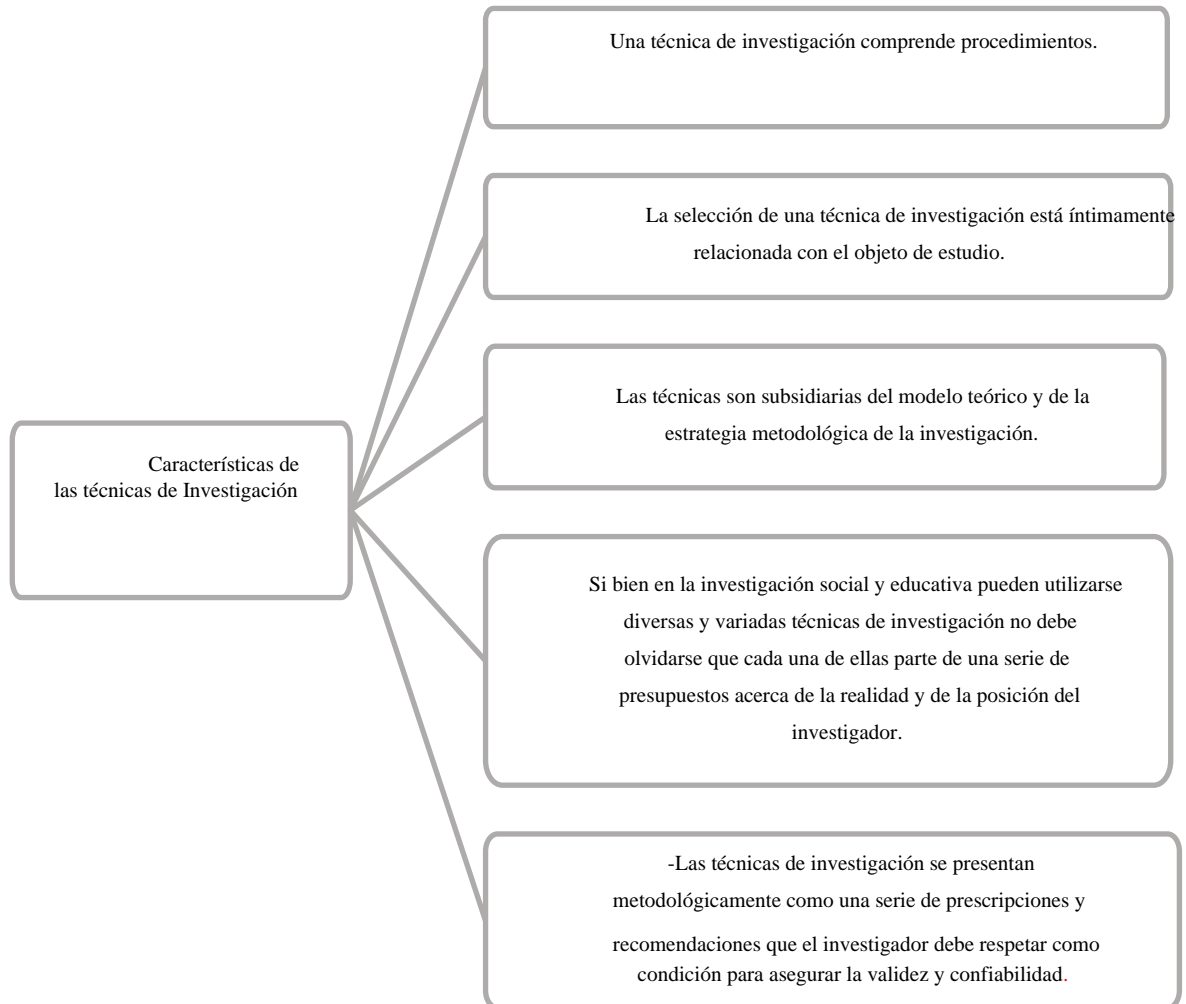 Una técnica de investigación comprende procedimientos.
La selección de una técnica de investigación está íntimamente
relacionada con el objeto de estudio.
Las técnicas son subsidiarias del modelo teórico y de la
estrategia metodológica de la investigación.
Características de
las técnicas de Investigación
Si bien en la investigación social y educativa pueden utilizarse
diversas y variadas técnicas de investigación no debe
olvidarse que cada una de ellas parte de una serie de
presupuestos acerca de la realidad y de la posición del
investigador.
-Las técnicas de investigación se presentan
metodológicamente como una serie de prescripciones y
recomendaciones que el investigador debe respetar como
condición para asegurar la validez y confiabilidad.